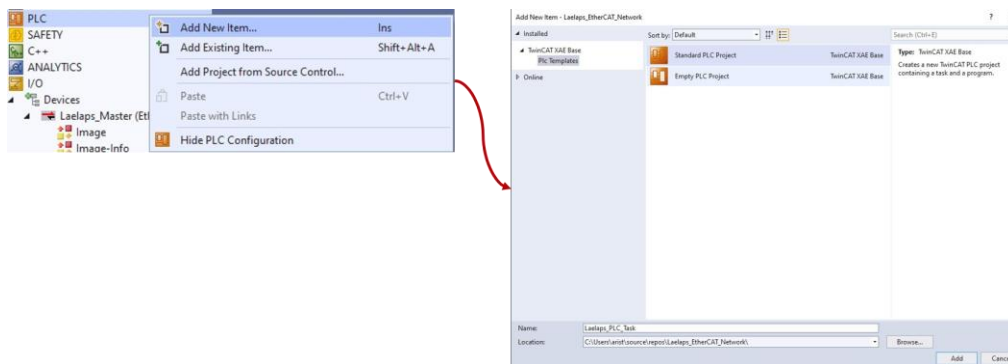 PLC
SAFETY
C++
ANALYTICS
I/O
Devices
Laelaps_Master (Et
Image
Image-Info
Add New Item... Ins
Add Existing Item... Shift+Alt+A
Add Project from Source Control...
Paste Ctrl+V
Paste with Links
Hide PLC Configuration
Add New Item - Laelaps_EtherCAT_Network ?
Installed
TwinCAT XAE Base
Plc Templates
Online
Sort by: Default
Standard PLC Project TwinCAT XAE Base
Empty PLC Project TwinCAT XAE Base
Search (Ctrl+E)
Type: TwinCAT XAE Base
Creates a new TwinCAT PLC project
containing a task and a program.
Name: Laelaps_PLC_Task
Location: C:\Users\arist\source\repos\Laelaps_EtherCAT_Network\ Browse...
Add Canc